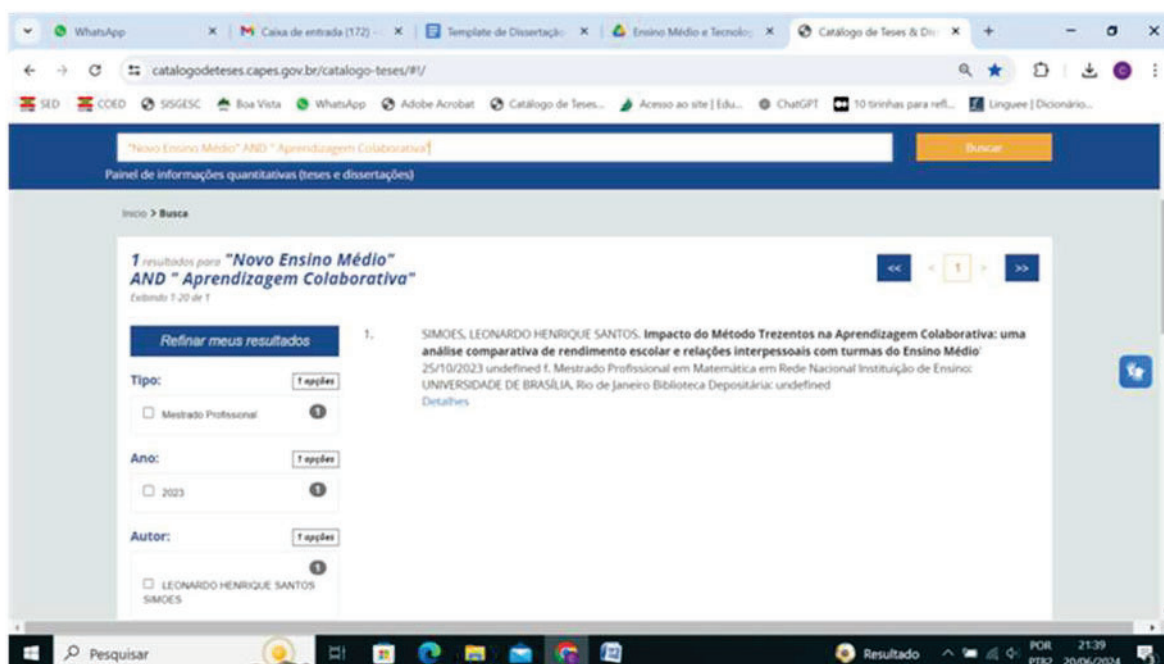 WhatsApp
Caixa de entrada (172) -
Template de Dissertação
Ensino Médio e Tecnolog
Catálogo de Teses & Dis
catalogodeteses.capes.gov.br/catalogo-teses/#!/
SED COED SISGESC Boa Vista WhatsApp Adobe Acrobat Catálogo de Teses... Acesso ao site | Edu... ChatGPT 10 tirinhas para refl... Linguee | Dicionário...
"Novo Ensino Médio" AND " Aprendizagem Colaborativa" Buscar
Painel de informações quantitativas (teses e dissertações)
Início > Busca
1 resultados para "Novo Ensino Médio"
AND " Aprendizagem Colaborativa"
Exibindo 1-20 de 1
<< < 1 > >>
Refinar meus resultados
Tipo: 1 opções
Mestrado Profissional 1
Ano: 1 opções
2023 1
Autor: 1 opções
1
LEONARDO HENRIQUE SANTOS
SIMOES
1. SIMOES, LEONARDO HENRIQUE SANTOS. Impacto do Método Trezentos na Aprendizagem Colaborativa: uma
análise comparativa de rendimento escolar e relações interpessoais com turmas do Ensino Médio'
25/10/2023 undefined f. Mestrado Profissional em Matemática em Rede Nacional Instituição de Ensino:
UNIVERSIDADE DE BRASÍLIA, Rio de Janeiro Biblioteca Depositária: undefined
Detalhes
Pesquisar
Resultado
POR 21:39
PTB2 20/06/2024